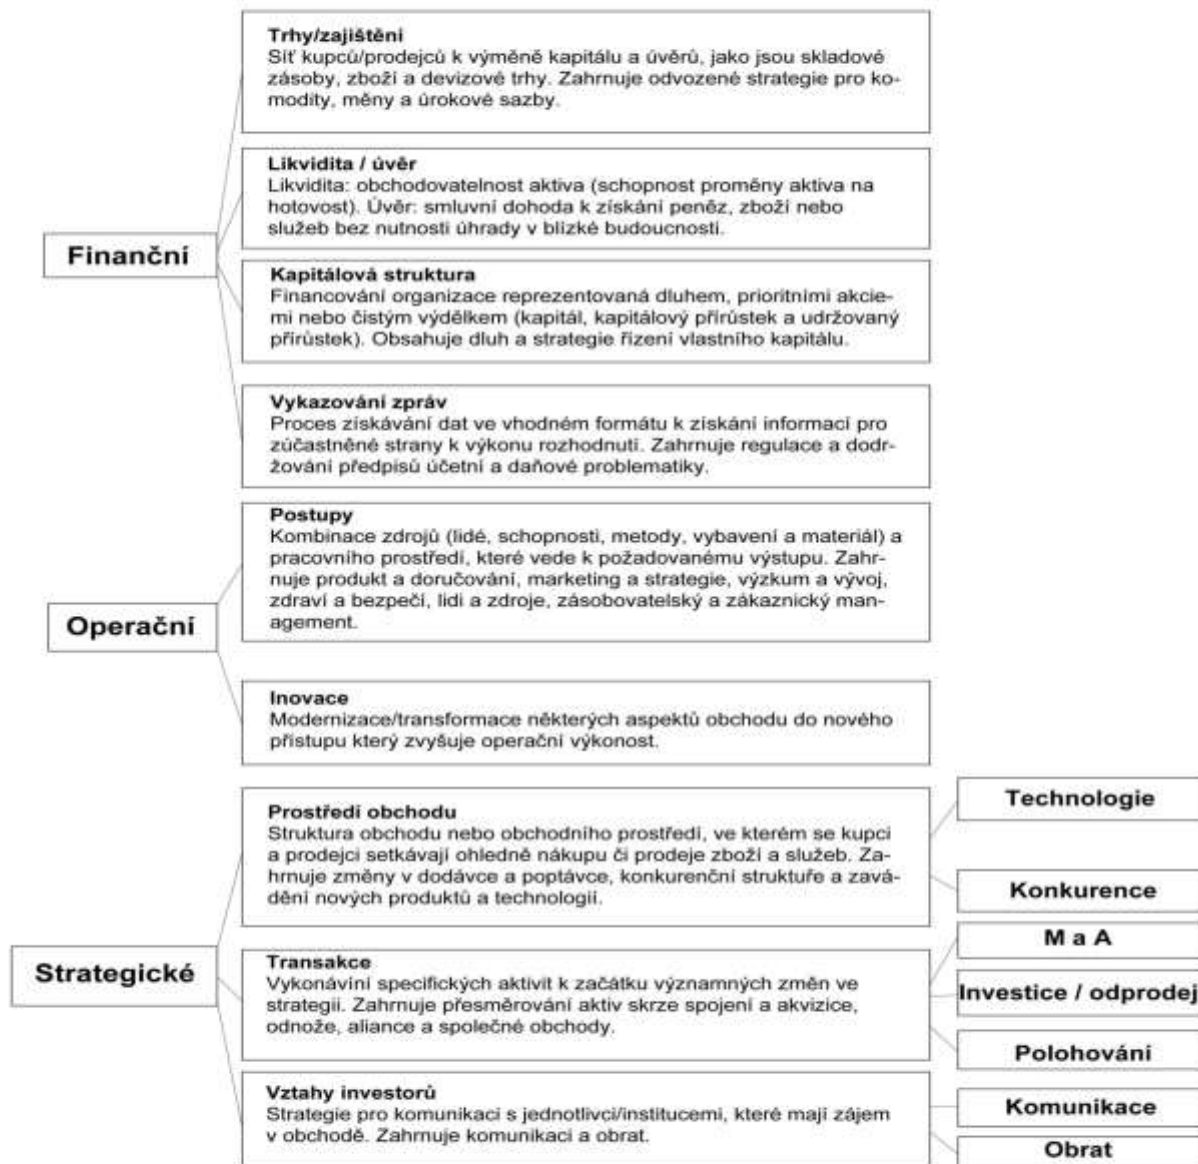 Trhy/zajištění
Síť kupců/prodejců k výměně kapitálu a úvěrů, jako jsou skladové
zásoby, zboží a devizové trhy. Zahrnuje odvozené strategie pro ko-
modity, měny a úrokové sazby.
Likvidita / úvěr
Likvidita: obchodovatelnost aktiva (schopnost proměny aktiva na
hotovost). Úvěr: smluvní dohoda k získání peněz, zboží nebo
služeb bez nutnosti úhrady v blízké budoucnosti.
Finanční
Kapitálová struktura
Financování organizace reprezentovaná dluhem, prioritními akcie-
mi nebo čistým výdělkem (kapitál, kapitálový přírůstek a udržovaný
přírůstek). Obsahuje dluh a strategie řízení vlastního kapitálu.
Vykazování zpráv
Proces získávání dat ve vhodném formátu k získání informací pro
zúčastněné strany k výkonu rozhodnutí. Zahrnuje regulace a dodr-
žování předpisů účetní a daňové problematiky.
Postupy
Kombinace zdrojů (lidé, schopnosti, metody, vybavení a materiál) a
pracovního prostředí, které vede k požadovanému výstupu. Zahr-
nuje produkt a doručování, marketing a strategie, výzkum a vývoj,
zdraví a bezpečí, lidi a zdroje, zásobovatelský a zákaznický man-
agement.
Operační
Inovace
Modernizace/transformace některých aspektů obchodu do nového
přístupu který zvyšuje operační výkonost.
Prostředí obchodu
Struktura obchodu nebo obchodního prostředí, ve kterém se kupci
a prodejci setkávají ohledně nákupu či prodeje zboží a služeb. Za-
hrnuje změny v dodávce a poptávce, konkurenční struktuře a zavá-
dění nových produktů a technologií.
Technologie
Konkurence
Strategické
Transakce
Vykonávíní specifických aktivit k začátku významných změn ve
strategii. Zahrnuje přesměrování aktiv skrze spojení a akvizice,
odnože, aliance a společné obchody.
M a A
Investice / odprodej
Polohování
Vztahy investorů
Strategie pro komunikaci s jednotlivci/institucemi, které mají zájem
v obchodě. Zahrnuje komunikaci a obrat.
Komunikace
Obrat